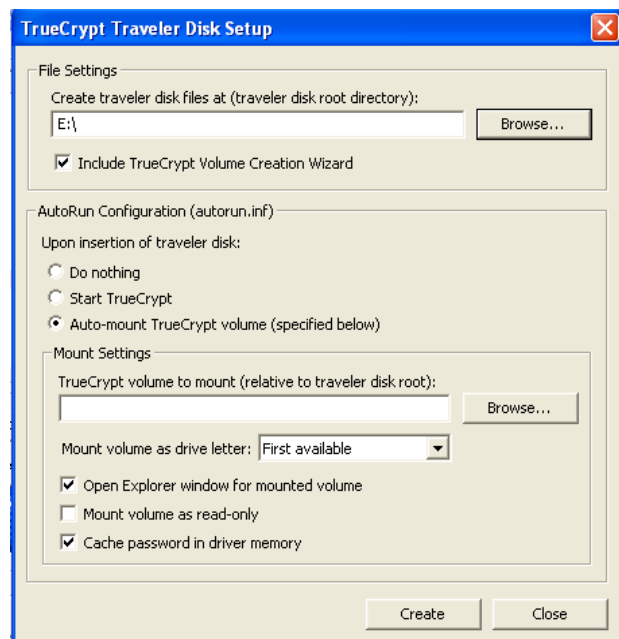 TrueCrypt Traveler Disk Setup
File Settings
Create traveler disk files at (traveler disk root directory):
E:\
Browse...
Include TrueCrypt Volume Creation Wizard
AutoRun Configuration (autorun.inf)
Upon insertion of traveler disk:
Do nothing
Start TrueCrypt
Auto-mount TrueCrypt volume (specified below)
Mount Settings
TrueCrypt volume to mount (relative to traveler disk root):
Browse...
Mount volume as drive letter: First available
Open Explorer window for mounted volume
Mount volume as read-only
Cache password in driver memory
Create Close